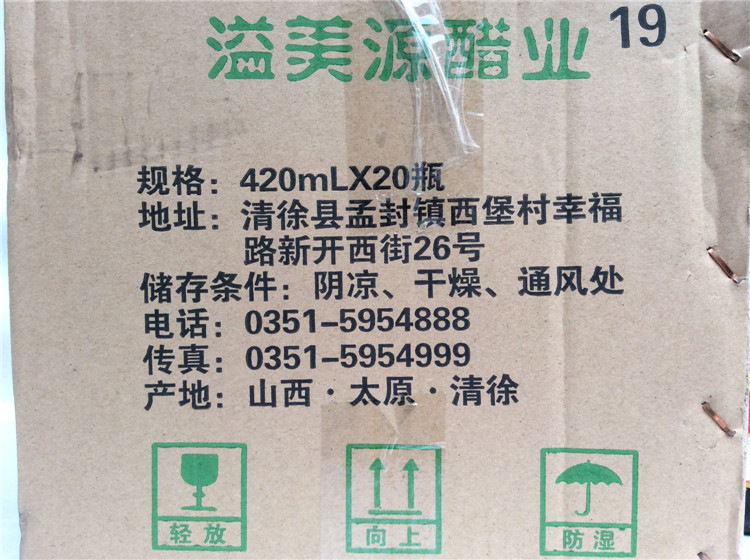 溢美源醋业 19
规格：420mLX20瓶
地址：清徐县孟封镇西堡村幸福
路新开西街26号
储存条件：阴凉、干燥、通风处
电话：0351-5954888
传真：0351-5954999
产地：山西·太原·清徐
轻放 向上 防湿